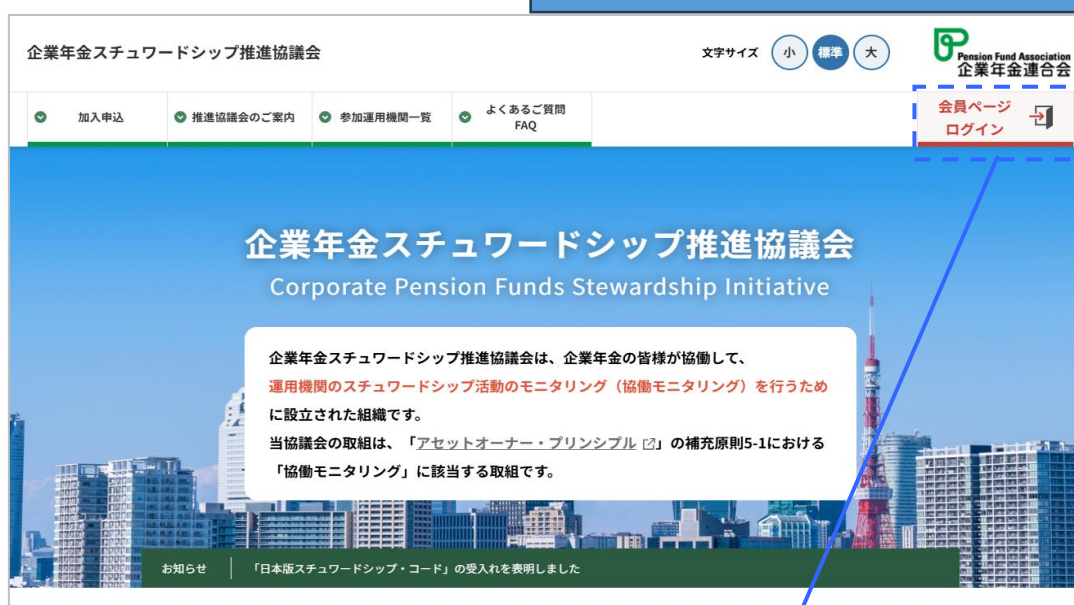 企業年金スチュワードシップ推進協議会
文字サイズ 小 標準 大
Pension Fund Association
企業年金連合会
加入申込
推進協議会のご案内
参加運用機関一覧
よくあるご質問
FAQ
会員ページ
ログイン
企業年金スチュワードシップ推進協議会
Corporate Pension Funds Stewardship Initiative
企業年金スチュワードシップ推進協議会は、企業年金の皆様が協働して、
運用機関のスチュワードシップ活動のモニタリング（協働モニタリング）を行うため
に設立された組織です。
当協議会の取組は、「アセットオーナー・プリンシプル」の補充原則5-1における
「協働モニタリング」に該当する取組です。
お知らせ 「日本版スチュワードシップ・コード」の受入れを表明しました